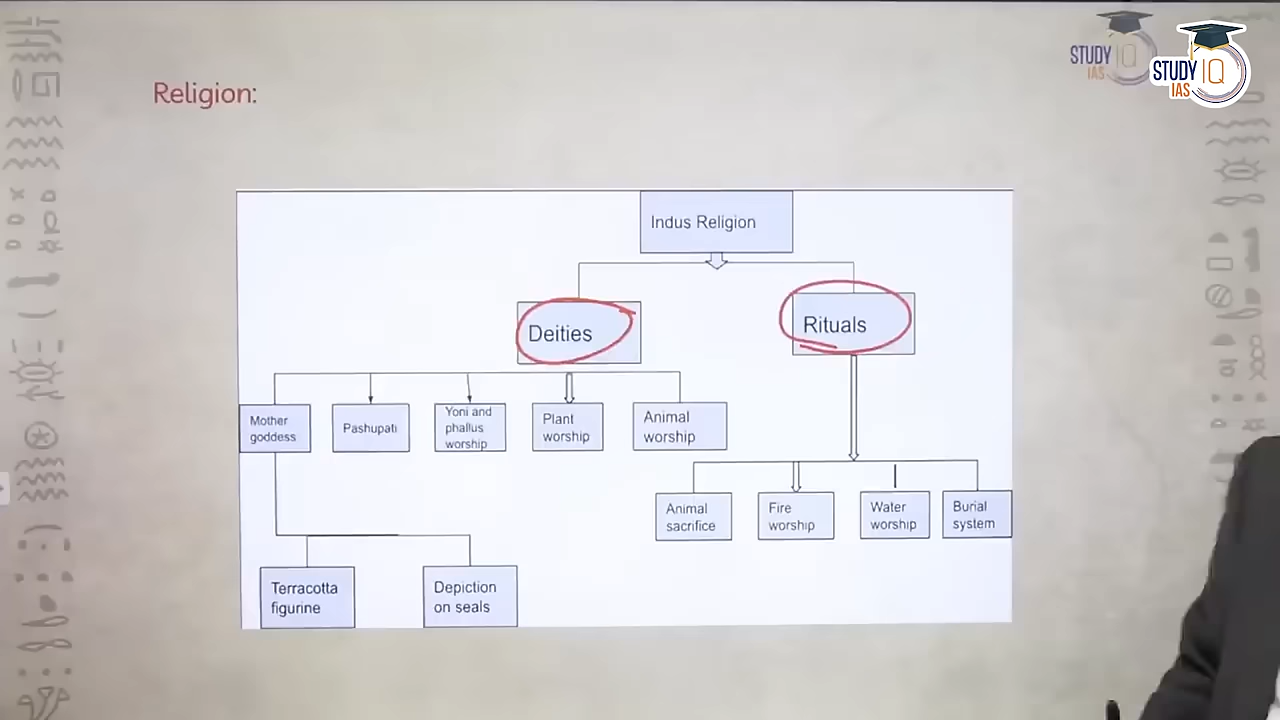 STUDY IQ
IAS
STUDY IQ
IAS
Religion:
Indus Religion
Deities
Rituals
Mother
goddess
Pashupati
Yoni and
phallus
worship
Plant
worship
Animal
worship
Animal
sacrifice
Fire
worship
Water
worship
Burial
system
Terracotta
figurine
Depiction
on seals